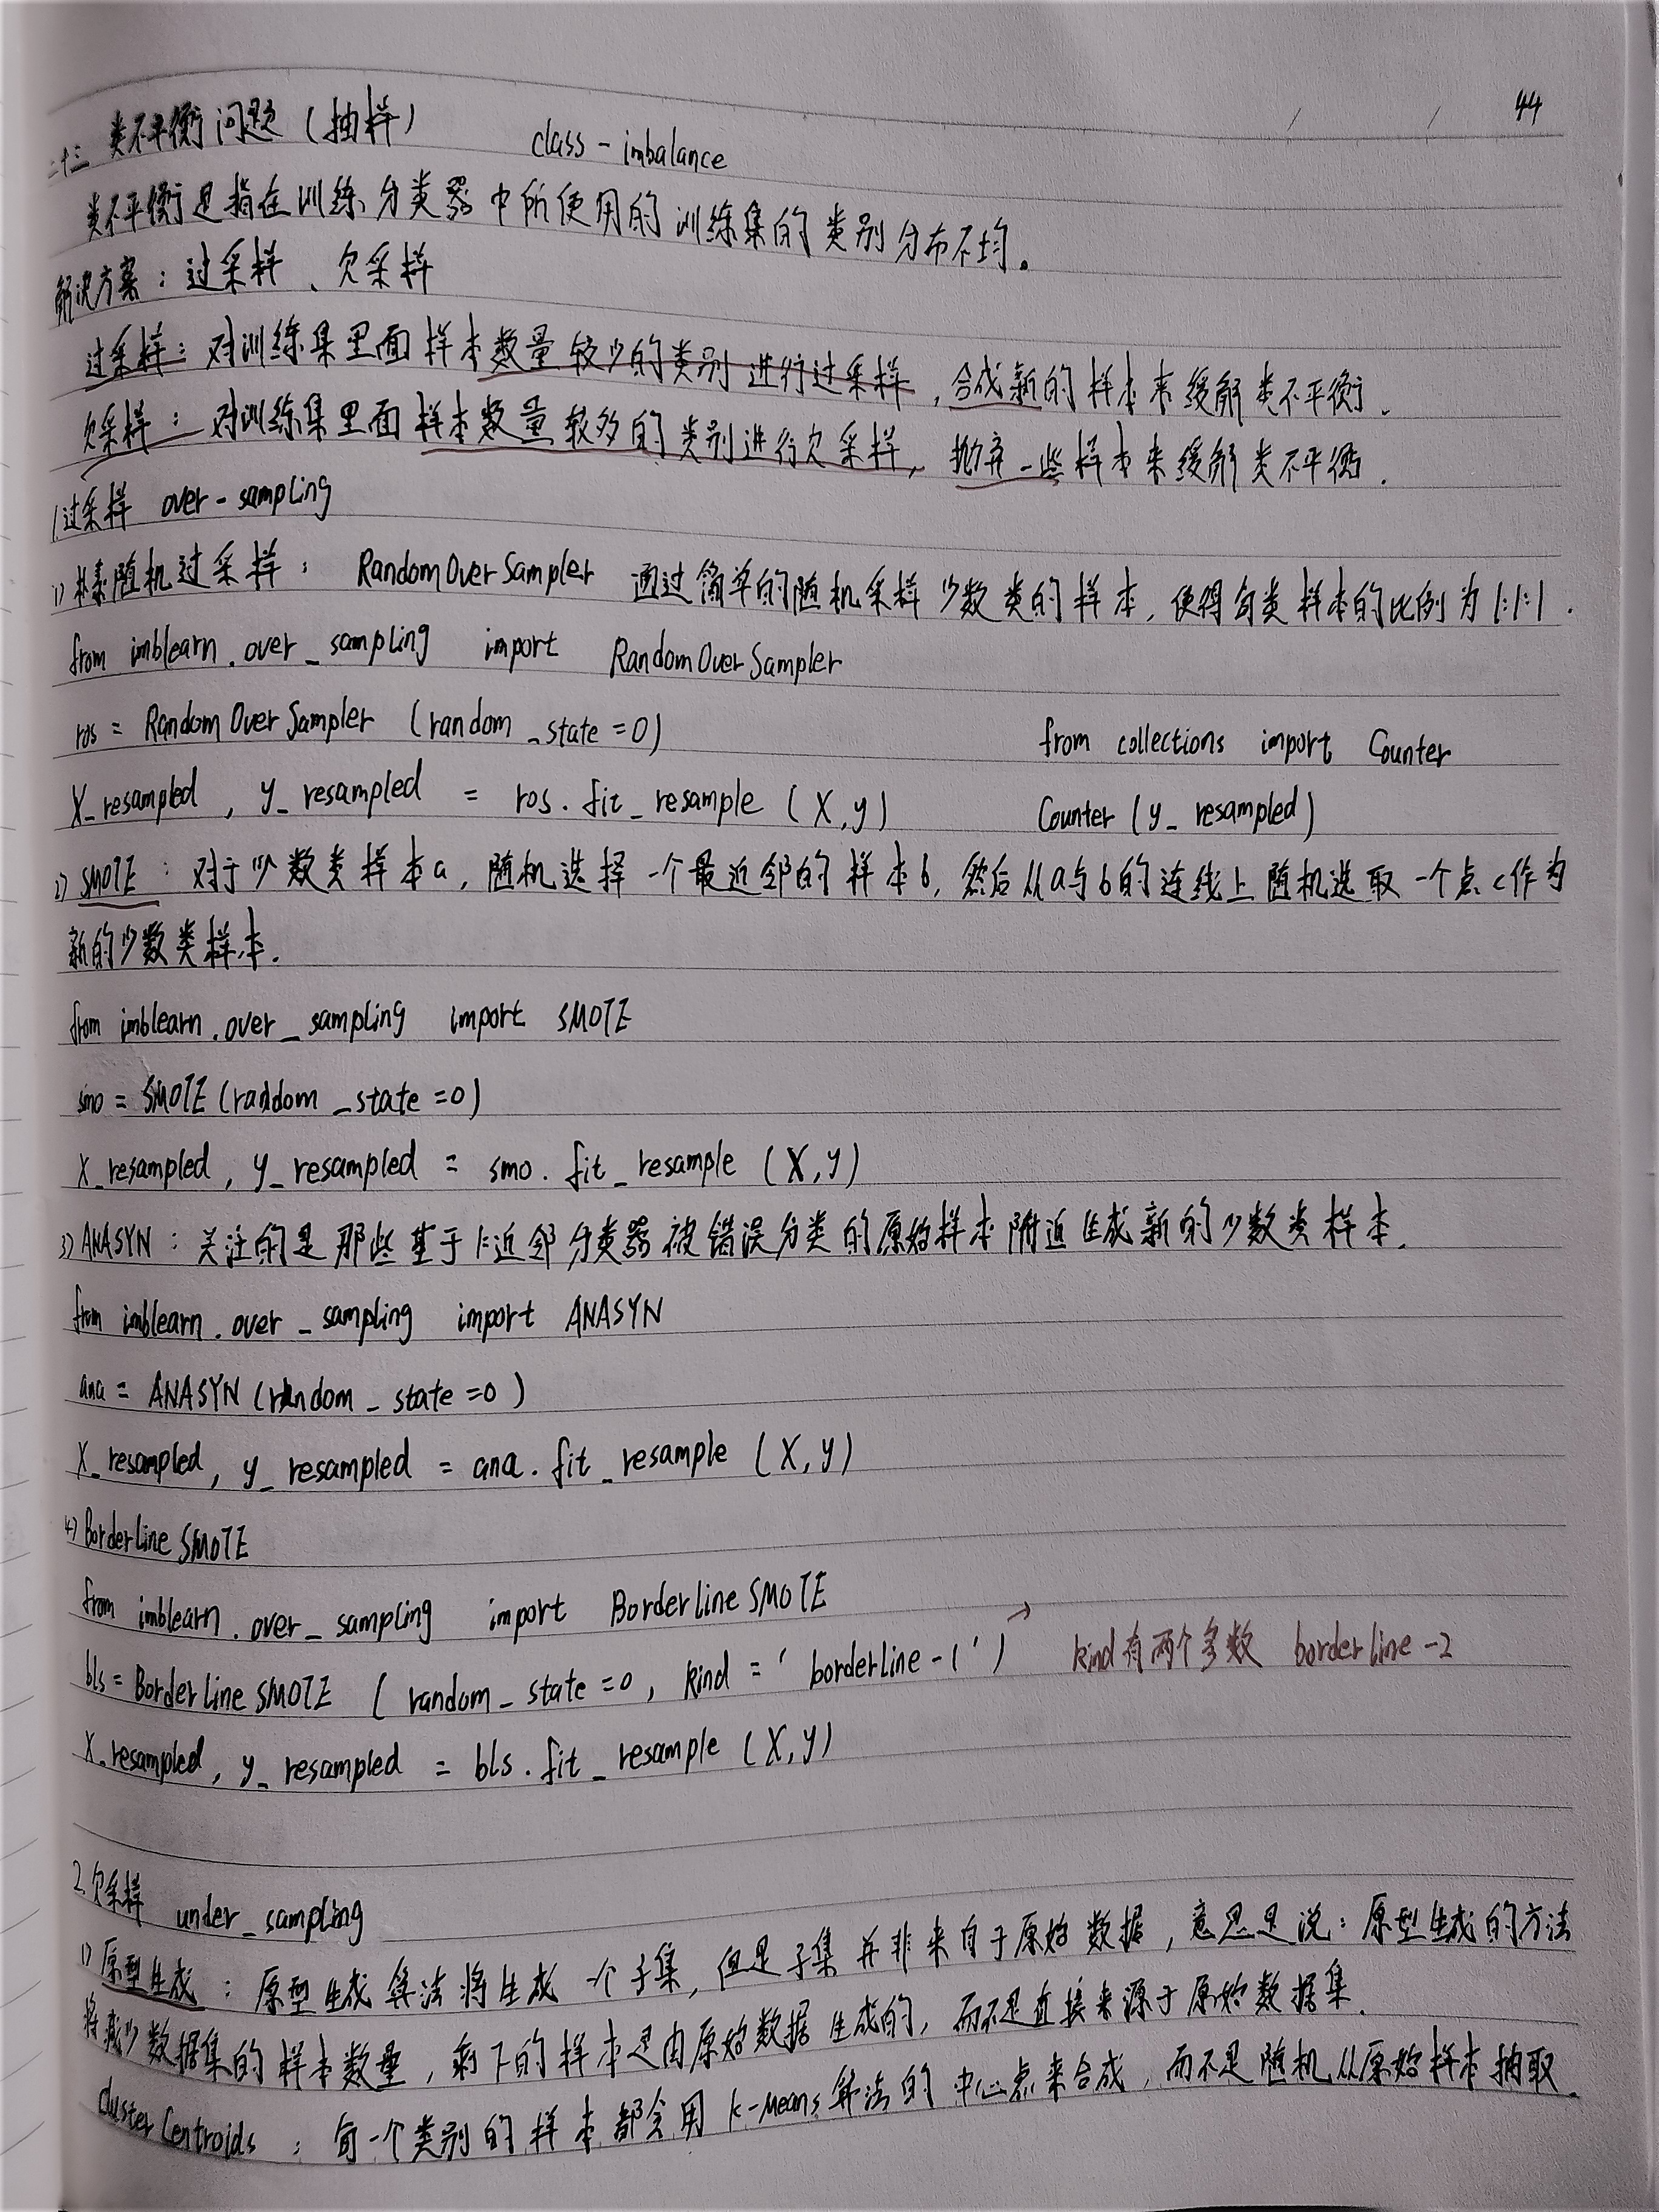 44
二十三 类不平衡问题(抽样) class-imbalance
类不平衡是指在训练分类器中所使用的训练集的类别分布不均。
解决方案:过采样、欠采样
过采样:对训练集里面样本数量较少的类别进行过采样,合成新的样本来缓解类不平衡.
欠采样:对训练集里面样本数量较多的类别进行欠采样,抛弃一些样本来缓解类不平衡.
1.过采样 over-sampling
1) 朴素随机过采样: RandomOverSampler 通过简单的随机采样少数类的样本,使得每类样本的比例为1:1:1.
from imblearn.over_sampling import RandomOverSampler
ros = RandomOverSampler (random_state=0) from collections import Counter
X_resampled, y_resampled = ros.fit_resample (X,y) Counter (y_resampled)
2) SMOTE:对于少数类样本a,随机选择一个最近邻的样本b,然后从a与b的连线上随机选取一个点c作为
新的少数类样本.
from imblearn.over_sampling import SMOTE
smo = SMOTE (random_state=0)
X_resampled, y_resampled = smo.fit_resample (X,y)
3) ANASYN:关注的是那些基于K近邻分类器被错误分类的原始样本附近生成新的少数类样本.
from imblearn.over_sampling import ANASYN
ana = ANASYN (random_state=0)
X_resampled, y_resampled = ana.fit_resample (X,y)
4) BorderLine SMOTE
from imblearn.over_sampling import BorderLineSMOTE
bls = BorderLineSMOTE (random_state=0, kind='borderline-1') → kind有两个多数 borderline-2
X_resampled, y_resampled = bls.fit_resample (X,y)
2.欠采样 under_sampling
1) 原型生成:原型生成算法将生成一个子集,但是子集并非来自于原始数据,意思是说:原型生成的方法
将减少数据集的样本数量,剩下的样本是由原始数据生成的,而不是直接来源于原始数据集.
clusterCentroids:每一个类别的样本都会用K-Means算法的中心点来合成,而不是随机从原始样本抽取.